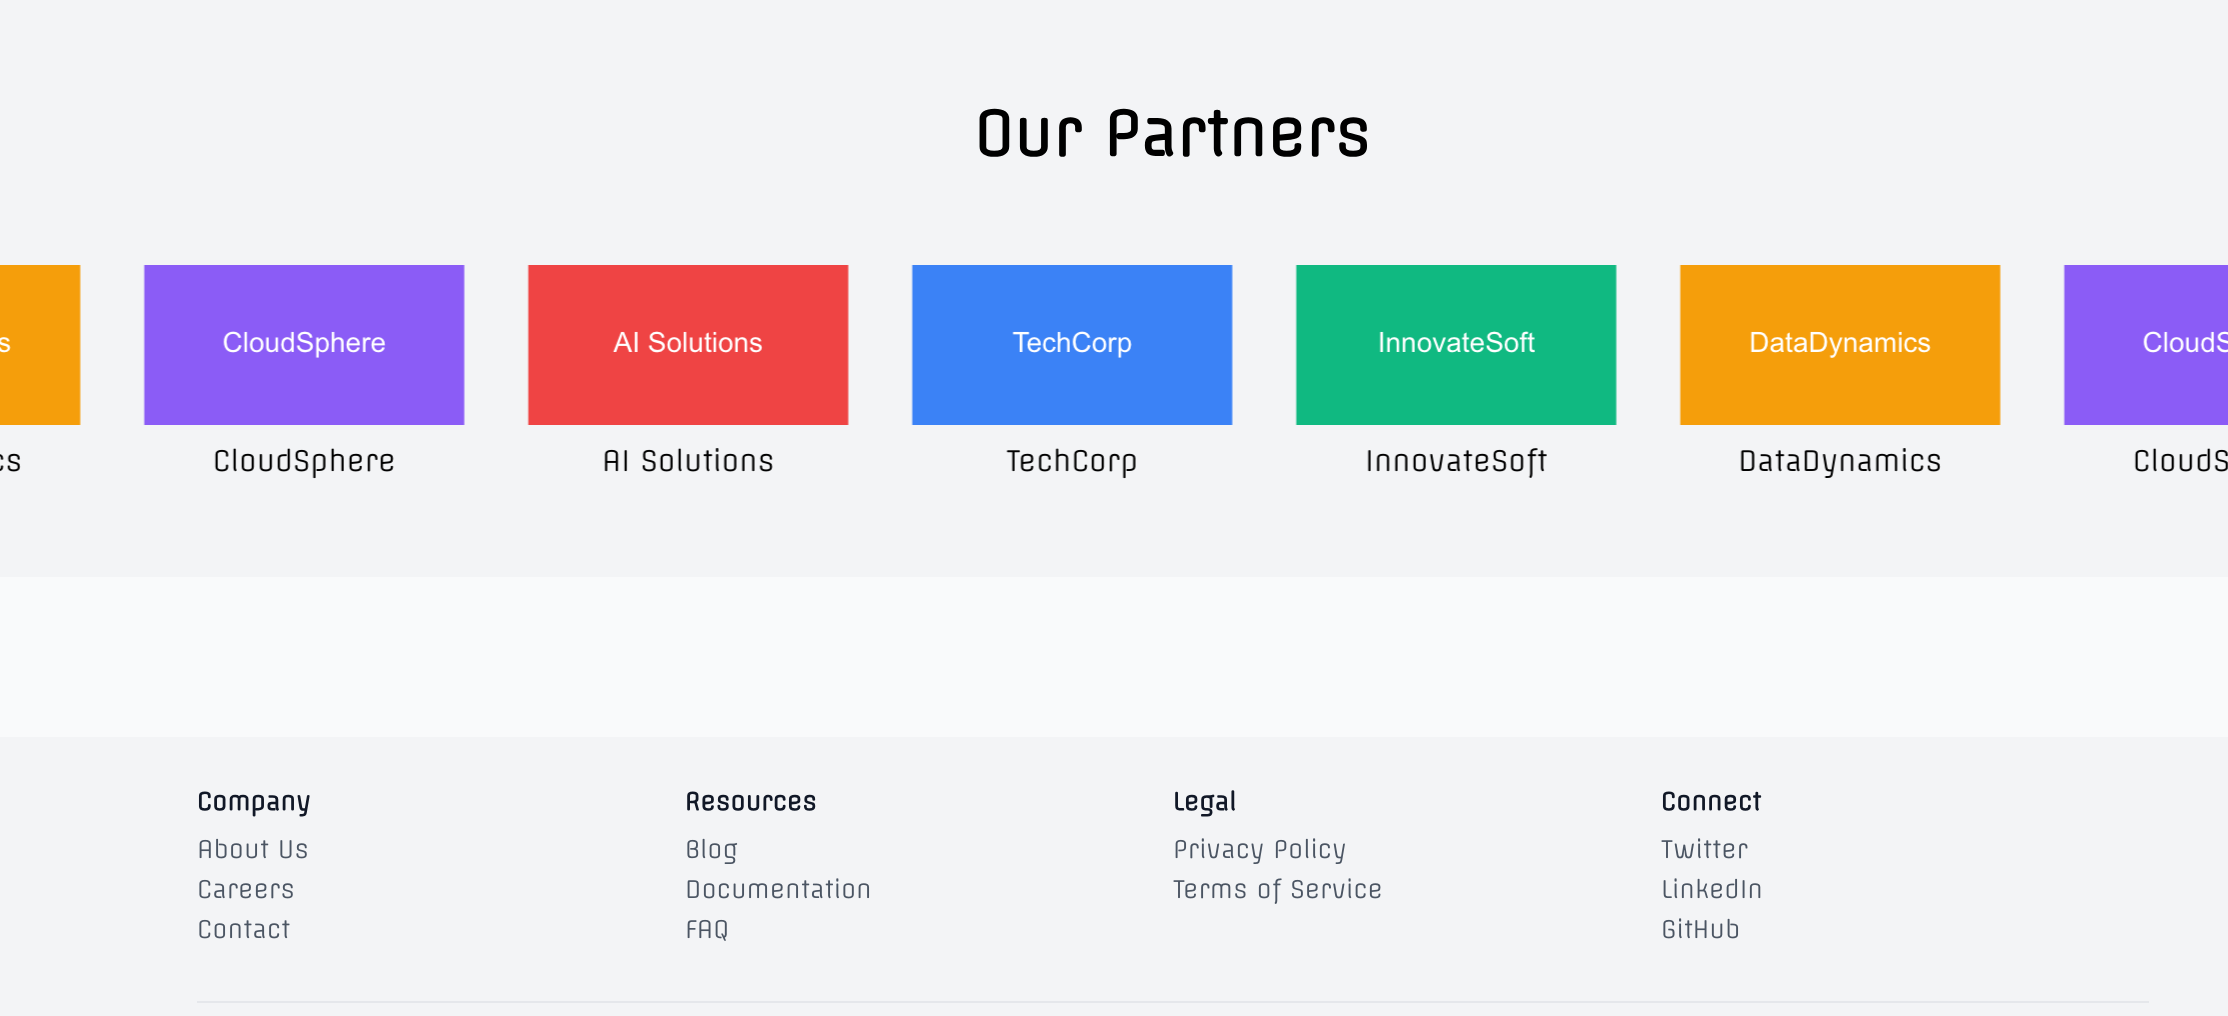 Our Partners
s CloudSphere AI Solutions TechCorp InnovateSoft DataDynamics CloudS
cs CloudSphere AI Solutions TechCorp InnovateSoft DataDynamics CloudS
Company Resources Legal Connect
About Us Blog Privacy Policy Twitter
Careers Documentation Terms of Service LinkedIn
Contact FAQ GitHub